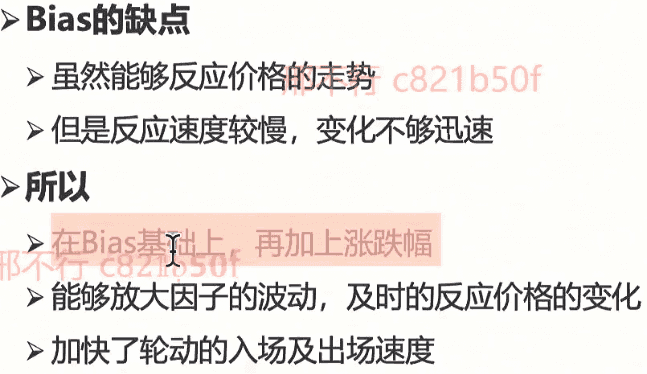 Bias的缺点
虽然能够反应价格的走势
邢不行 c821b50f
但是反应速度较慢，变化不够迅速
所以
在Bias基础上，再加上涨跌幅
邢不行 c821b50f
能够放大因子的波动，及时的反应价格的变化
加快了轮动的入场及出场速度